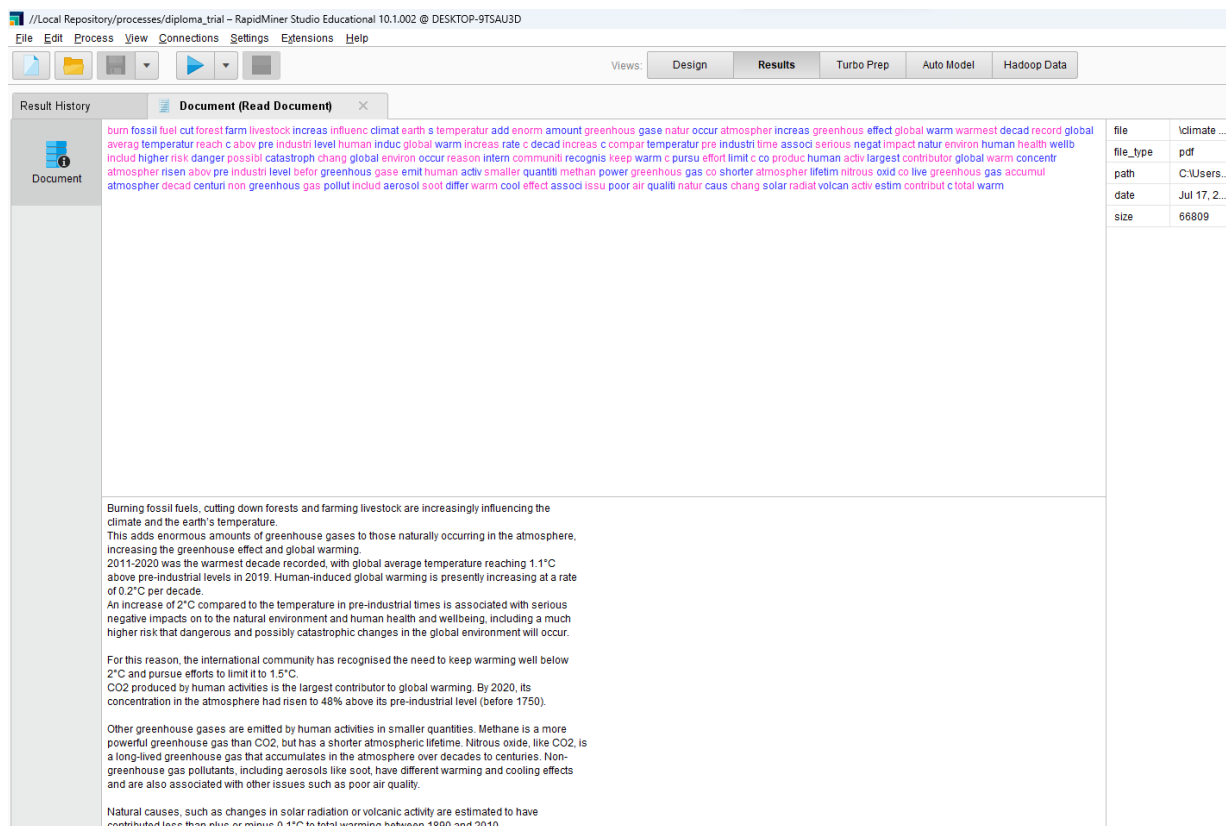 //Local Repository/processes/diploma_trial – RapidMiner Studio Educational 10.1.002 @ DESKTOP-9TSAU3D
File Edit Process View Connections Settings Extensions Help
Views: Design Results Turbo Prep Auto Model Hadoop Data
Result History Document (Read Document)
Document
burn fossil fuel cut forest farm livestock increas influenc climat earth s temperatur add enorm amount greenhous gase natur occur atmospher increas greenhous effect global warm warmest decad record global
averag temperatur reach c abov pre industri level human induc global warm increas rate c decad increas c compar temperatur pre industri time associ serious negat impact natur environ human health wellb
includ higher risk danger possibl catastroph chang global environ occur reason intern communiti recognis keep warm c pursu effort limit c co produc human activ largest contributor global warm concentr
atmospher risen abov pre industri level befor greenhous gase emit human activ smaller quantiti methan power greenhous gas co shorter atmospher lifetim nitrous oxid co live greenhous gas accumul
atmospher decad centuri non greenhous gas pollut includ aerosol soot differ warm cool effect associ issu poor air qualiti natur caus chang solar radiat volcan activ estim contribut c total warm
file \climate ...
file_type pdf
path C:\Users...
date Jul 17, 2...
size 66809
Burning fossil fuels, cutting down forests and farming livestock are increasingly influencing the
climate and the earth's temperature.
This adds enormous amounts of greenhouse gases to those naturally occurring in the atmosphere,
increasing the greenhouse effect and global warming.
2011-2020 was the warmest decade recorded, with global average temperature reaching 1.1°C
above pre-industrial levels in 2019. Human-induced global warming is presently increasing at a rate
of 0.2°C per decade.
An increase of 2°C compared to the temperature in pre-industrial times is associated with serious
negative impacts on to the natural environment and human health and wellbeing, including a much
higher risk that dangerous and possibly catastrophic changes in the global environment will occur.
For this reason, the international community has recognised the need to keep warming well below
2°C and pursue efforts to limit it to 1.5°C.
CO2 produced by human activities is the largest contributor to global warming. By 2020, its
concentration in the atmosphere had risen to 48% above its pre-industrial level (before 1750).
Other greenhouse gases are emitted by human activities in smaller quantities. Methane is a more
powerful greenhouse gas than CO2, but has a shorter atmospheric lifetime. Nitrous oxide, like CO2, is
a long-lived greenhouse gas that accumulates in the atmosphere over decades to centuries. Non-
greenhouse gas pollutants, including aerosols like soot, have different warming and cooling effects
and are also associated with other issues such as poor air quality.
Natural causes, such as changes in solar radiation or volcanic activity are estimated to have
contributed less than plus or minus 0.1°C to total warming between 1890 and 2010.